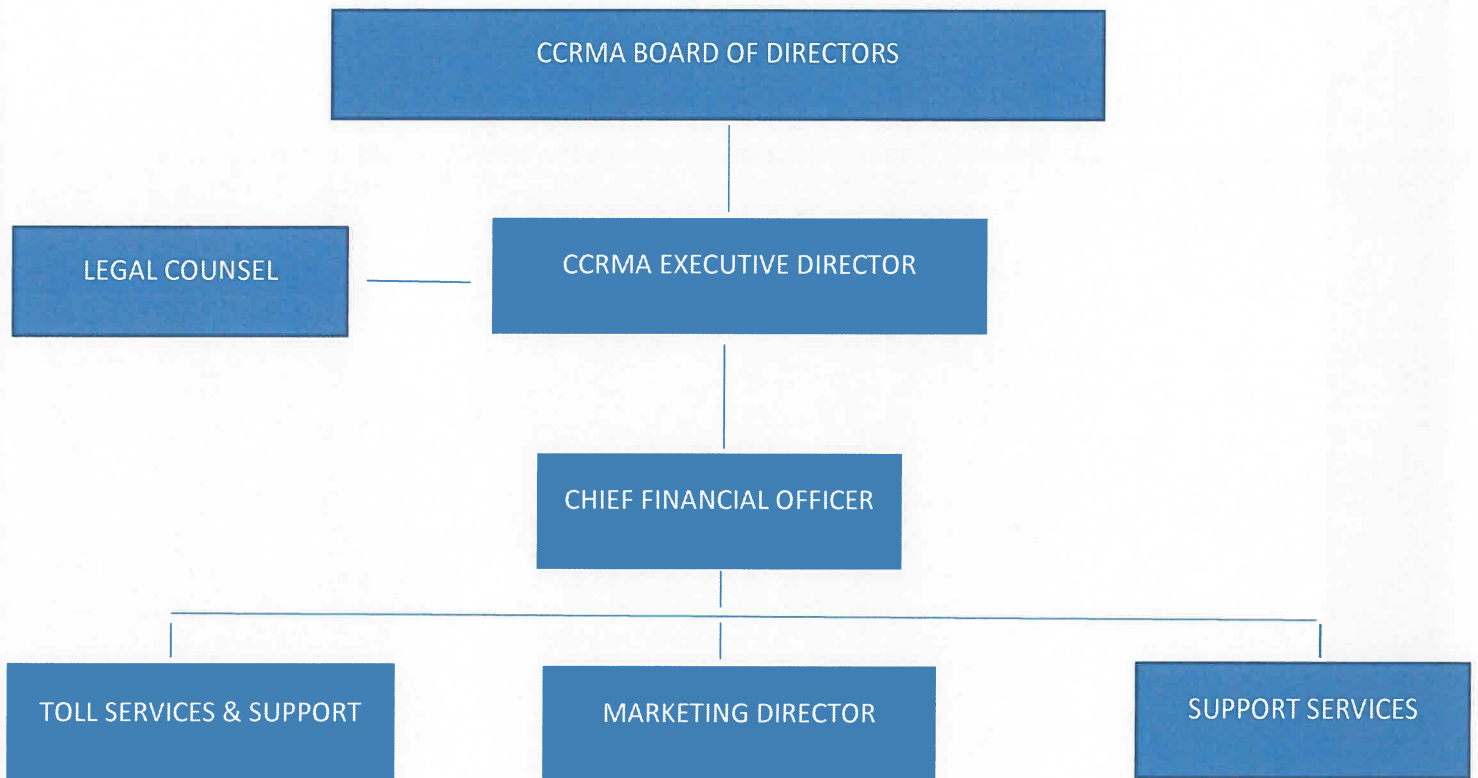 CCRMA BOARD OF DIRECTORS
LEGAL COUNSEL
CCRMA EXECUTIVE DIRECTOR
CHIEF FINANCIAL OFFICER
TOLL SERVICES & SUPPORT
MARKETING DIRECTOR
SUPPORT SERVICES